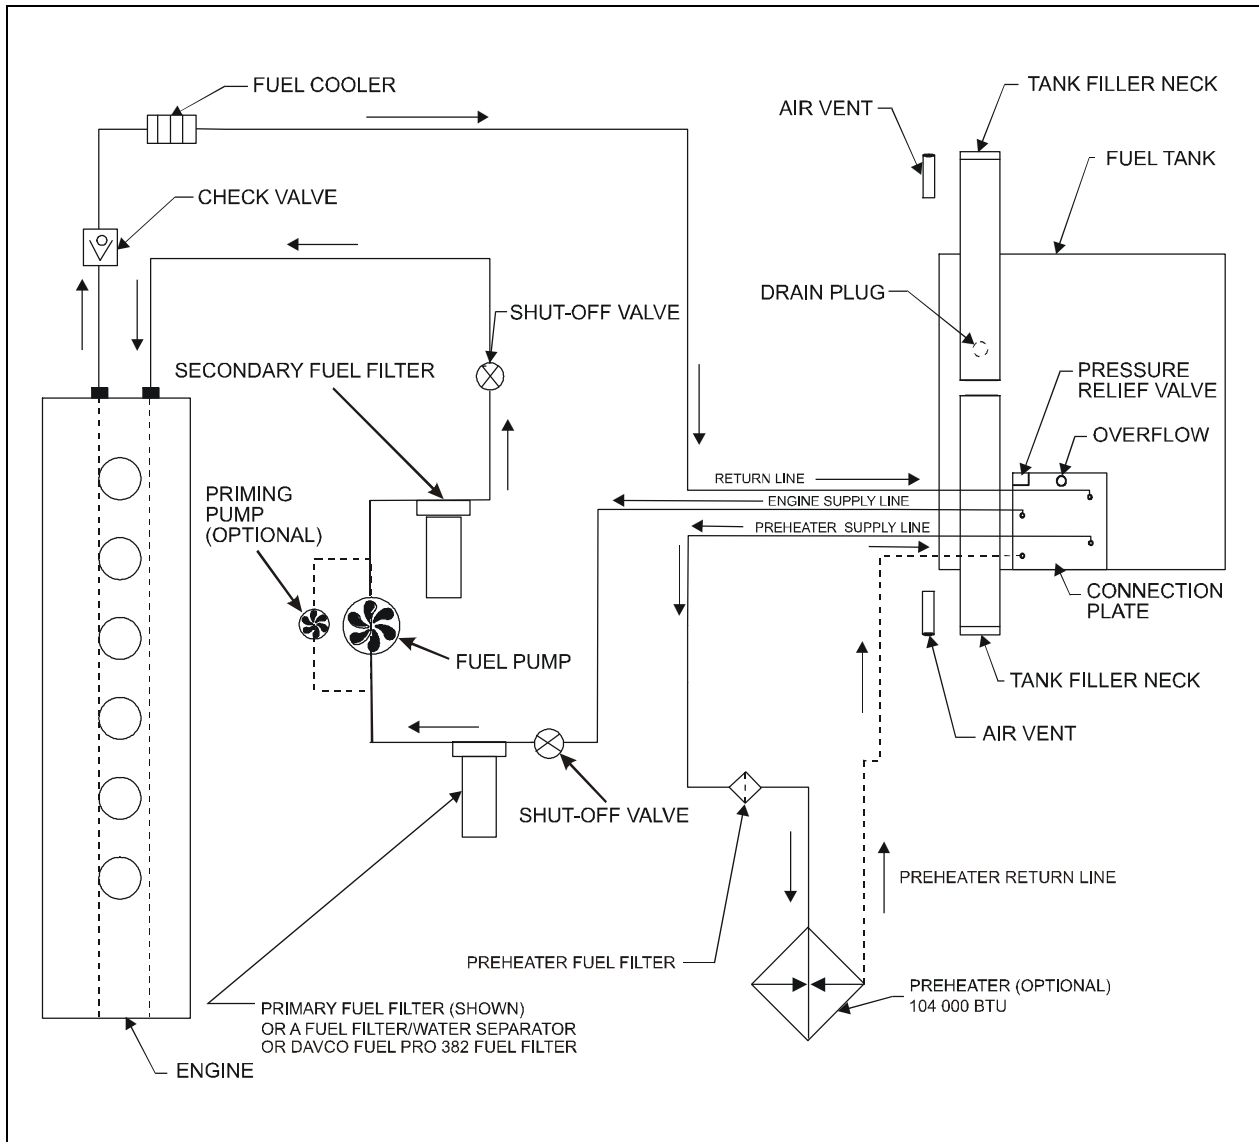 FUEL COOLER
TANK FILLER NECK
AIR VENT
FUEL TANK
CHECK VALVE
DRAIN PLUG
SHUT-OFF VALVE
SECONDARY FUEL FILTER
PRESSURE
RELIEF VALVE
OVERFLOW
RETURN LINE
PRIMING
PUMP
(OPTIONAL)
ENGINE SUPPLY LINE
PREHEATER SUPPLY LINE
CONNECTION
PLATE
FUEL PUMP
TANK FILLER NECK
AIR VENT
SHUT-OFF VALVE
PREHEATER RETURN LINE
PREHEATER FUEL FILTER
PREHEATER (OPTIONAL)
104 000 BTU
PRIMARY FUEL FILTER (SHOWN)
OR A FUEL FILTER/WATER SEPARATOR
OR DAVCO FUEL PRO 382 FUEL FILTER
ENGINE